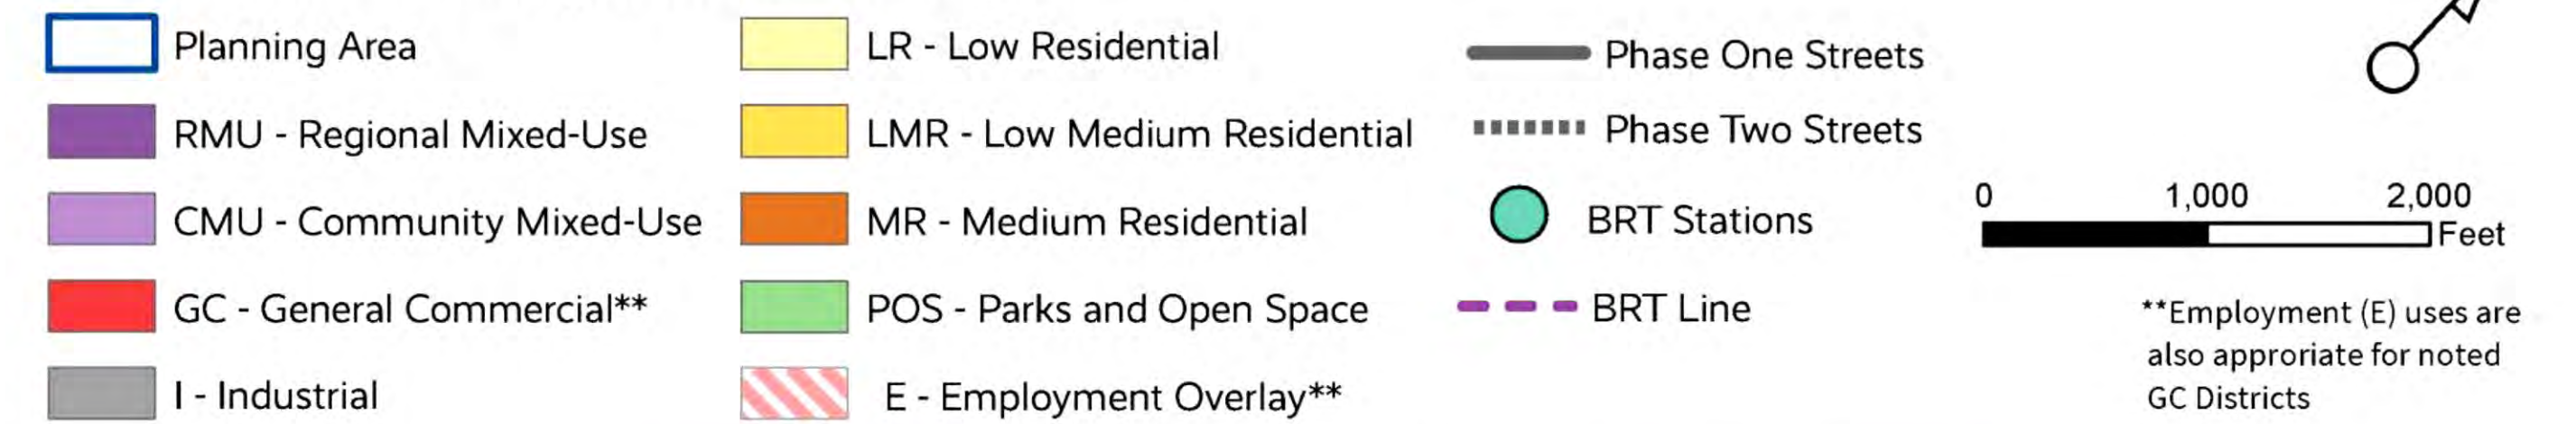 Planning Area
RMU - Regional Mixed-Use
CMU - Community Mixed-Use
GC - General Commercial**
I - Industrial
LR - Low Residential
LMR - Low Medium Residential
MR - Medium Residential
POS - Parks and Open Space
E - Employment Overlay**
Phase One Streets
Phase Two Streets
BRT Stations
BRT Line
0 1,000 2,000
Feet
**Employment (E) uses are
also approriate for noted
GC Districts